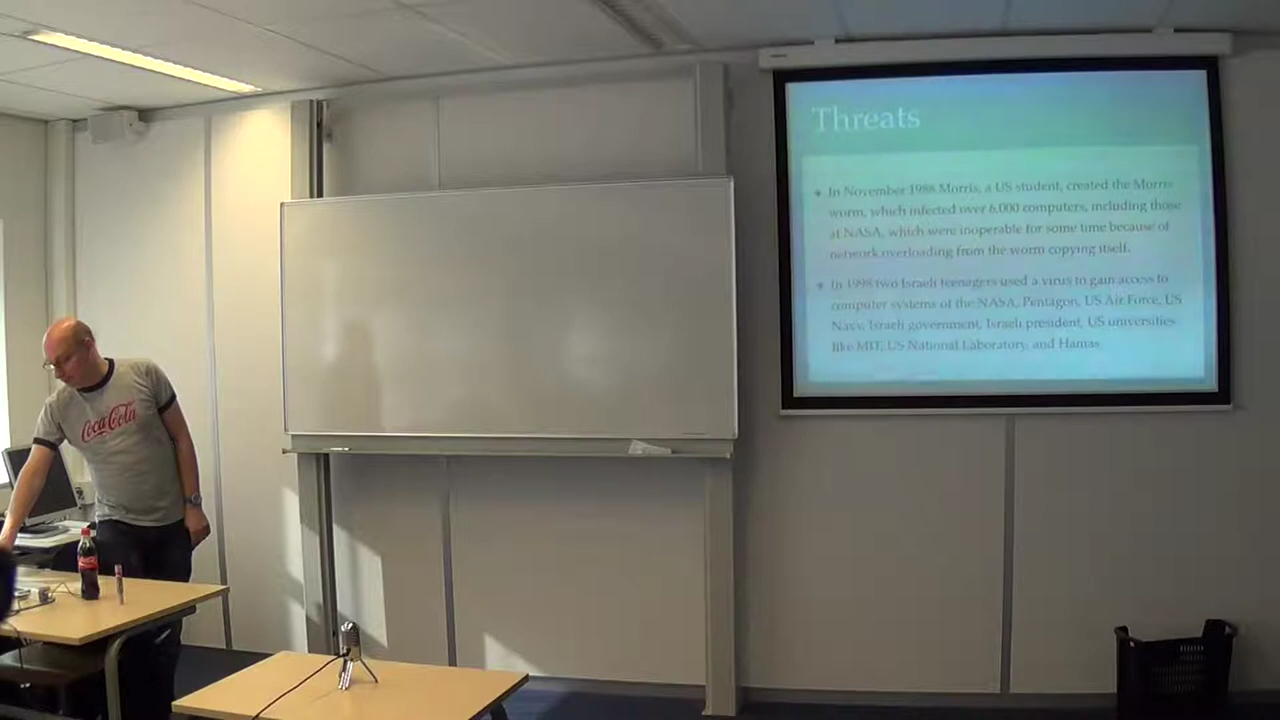 Threats
In November 1988 Morris, a US student, created the Morris
worm, which infected over 6,000 computers, including those
at NASA, which were inoperable for some time because of
network overloading from the worm copying itself.
In 1998 two Israeli teenagers used a virus to gain access to
computer systems of the NASA, Pentagon, US Air Force, US
Navy, Israeli government, Israeli president, US universities
like MIT, US National Laboratory, and Hamas
Coca-Cola